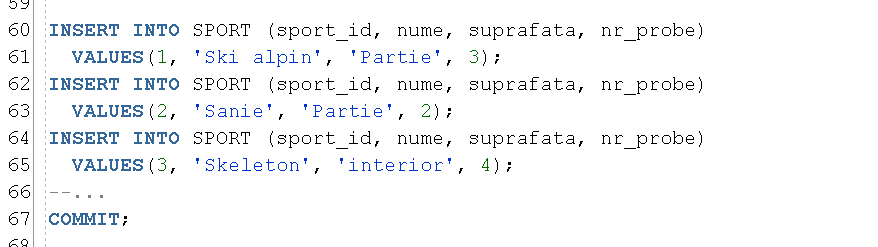 59
60 INSERT INTO SPORT (sport_id, nume, suprafata, nr_probe)
61 VALUES(1, 'Ski alpin', 'Partie', 3);
62 INSERT INTO SPORT (sport_id, nume, suprafata, nr_probe)
63 VALUES(2, 'Sanie', 'Partie', 2);
64 INSERT INTO SPORT (sport_id, nume, suprafata, nr_probe)
65 VALUES(3, 'Skeleton', 'interior', 4);
66 --...
67 COMMIT;
68